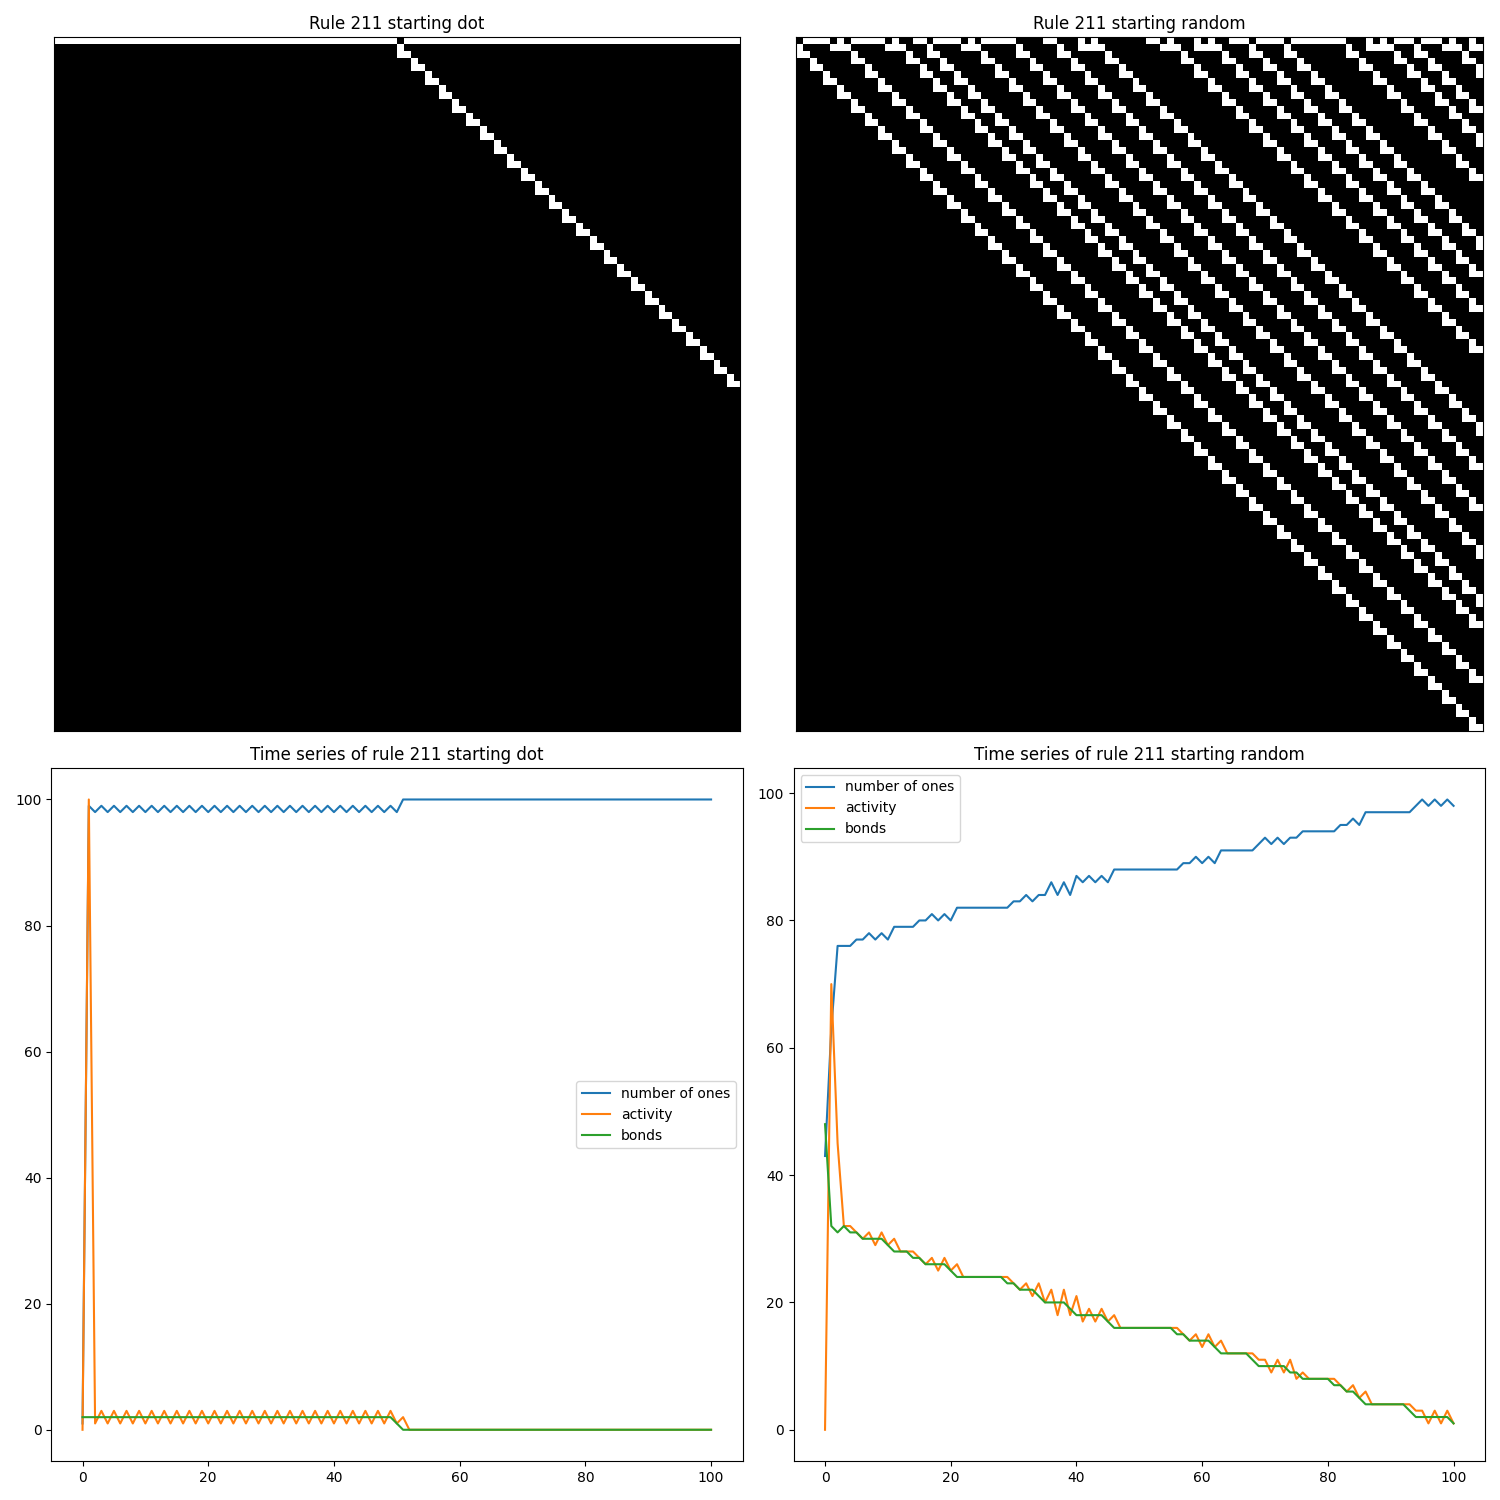 Rule 211 starting dot
Rule 211 starting random
Time series of rule 211 starting dot
100
80
60
40
20
0
0 20 40 60 80 100
number of ones
activity
bonds
Time series of rule 211 starting random
100
80
60
40
20
0
0 20 40 60 80 100
number of ones
activity
bonds